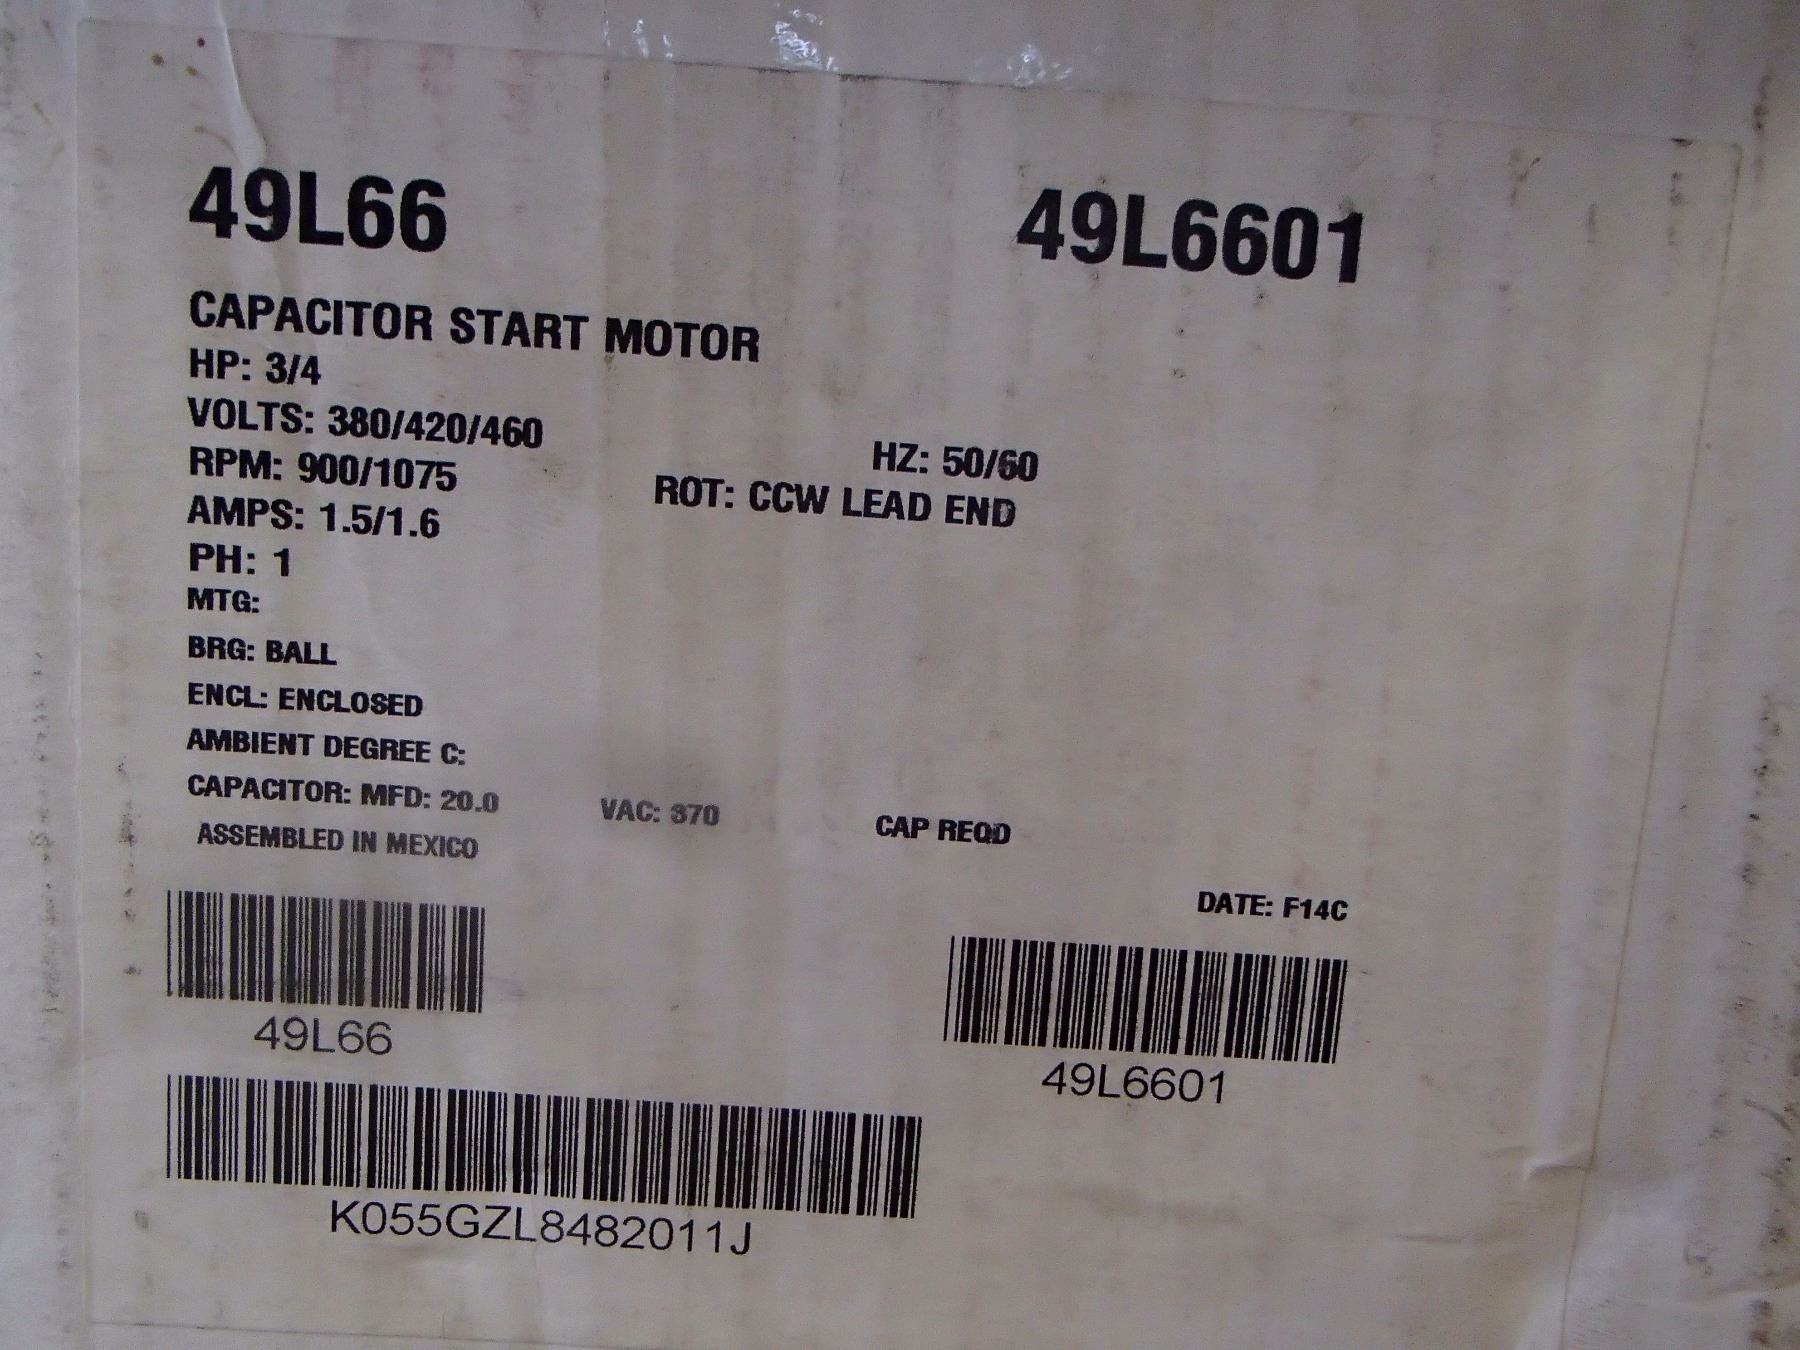 49L66 49L6601
CAPACITOR START MOTOR
HP: 3/4
VOLTS: 380/420/460 HZ: 50/60
RPM: 900/1075 ROT: CCW LEAD END
AMPS: 1.5/1.6
PH: 1
MTG:
BRG: BALL
ENCL: ENCLOSED
AMBIENT DEGREE C:
CAPACITOR: MFD: 20.0 VAC: 370 CAP REQD
ASSEMBLED IN MEXICO
DATE: F14C
49L66
49L6601
K055GZL8482011J